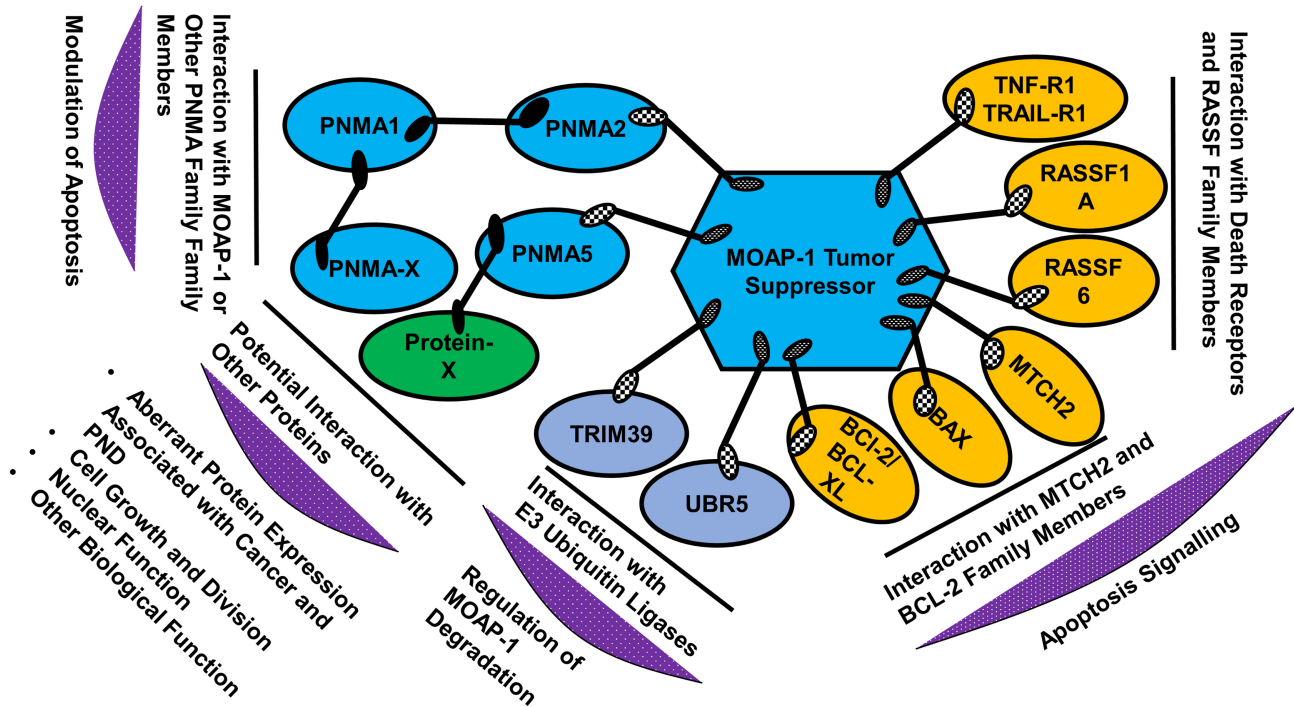 Interaction with MOAP-1 or
Other PNMA Family Family
Members
Modulation of Apoptosis
PNMA1
PNMA2
PNMA-X
PNMA5
Protein-
X
MOAP-1 Tumor
Suppressor
TNF-R1
TRAIL-R1
RASSF1
A
RASSF
6
MTCH2
BAX
BCl-2/
BCL-
XL
TRIM39
UBR5
Interaction with Death Receptors
and RASSF Family Members
Interaction with MTCH2 and
BCL-2 Family Members
Apoptosis Signalling
Interaction with
E3 Ubiquitin Ligases
Regulation of
MOAP-1
Degradation
Potential Interaction with
Other Proteins
• Aberrant Protein Expression
Associated with Cancer and
PND
• Cell Growth and Division
• Nuclear Function
• Other Biological Function